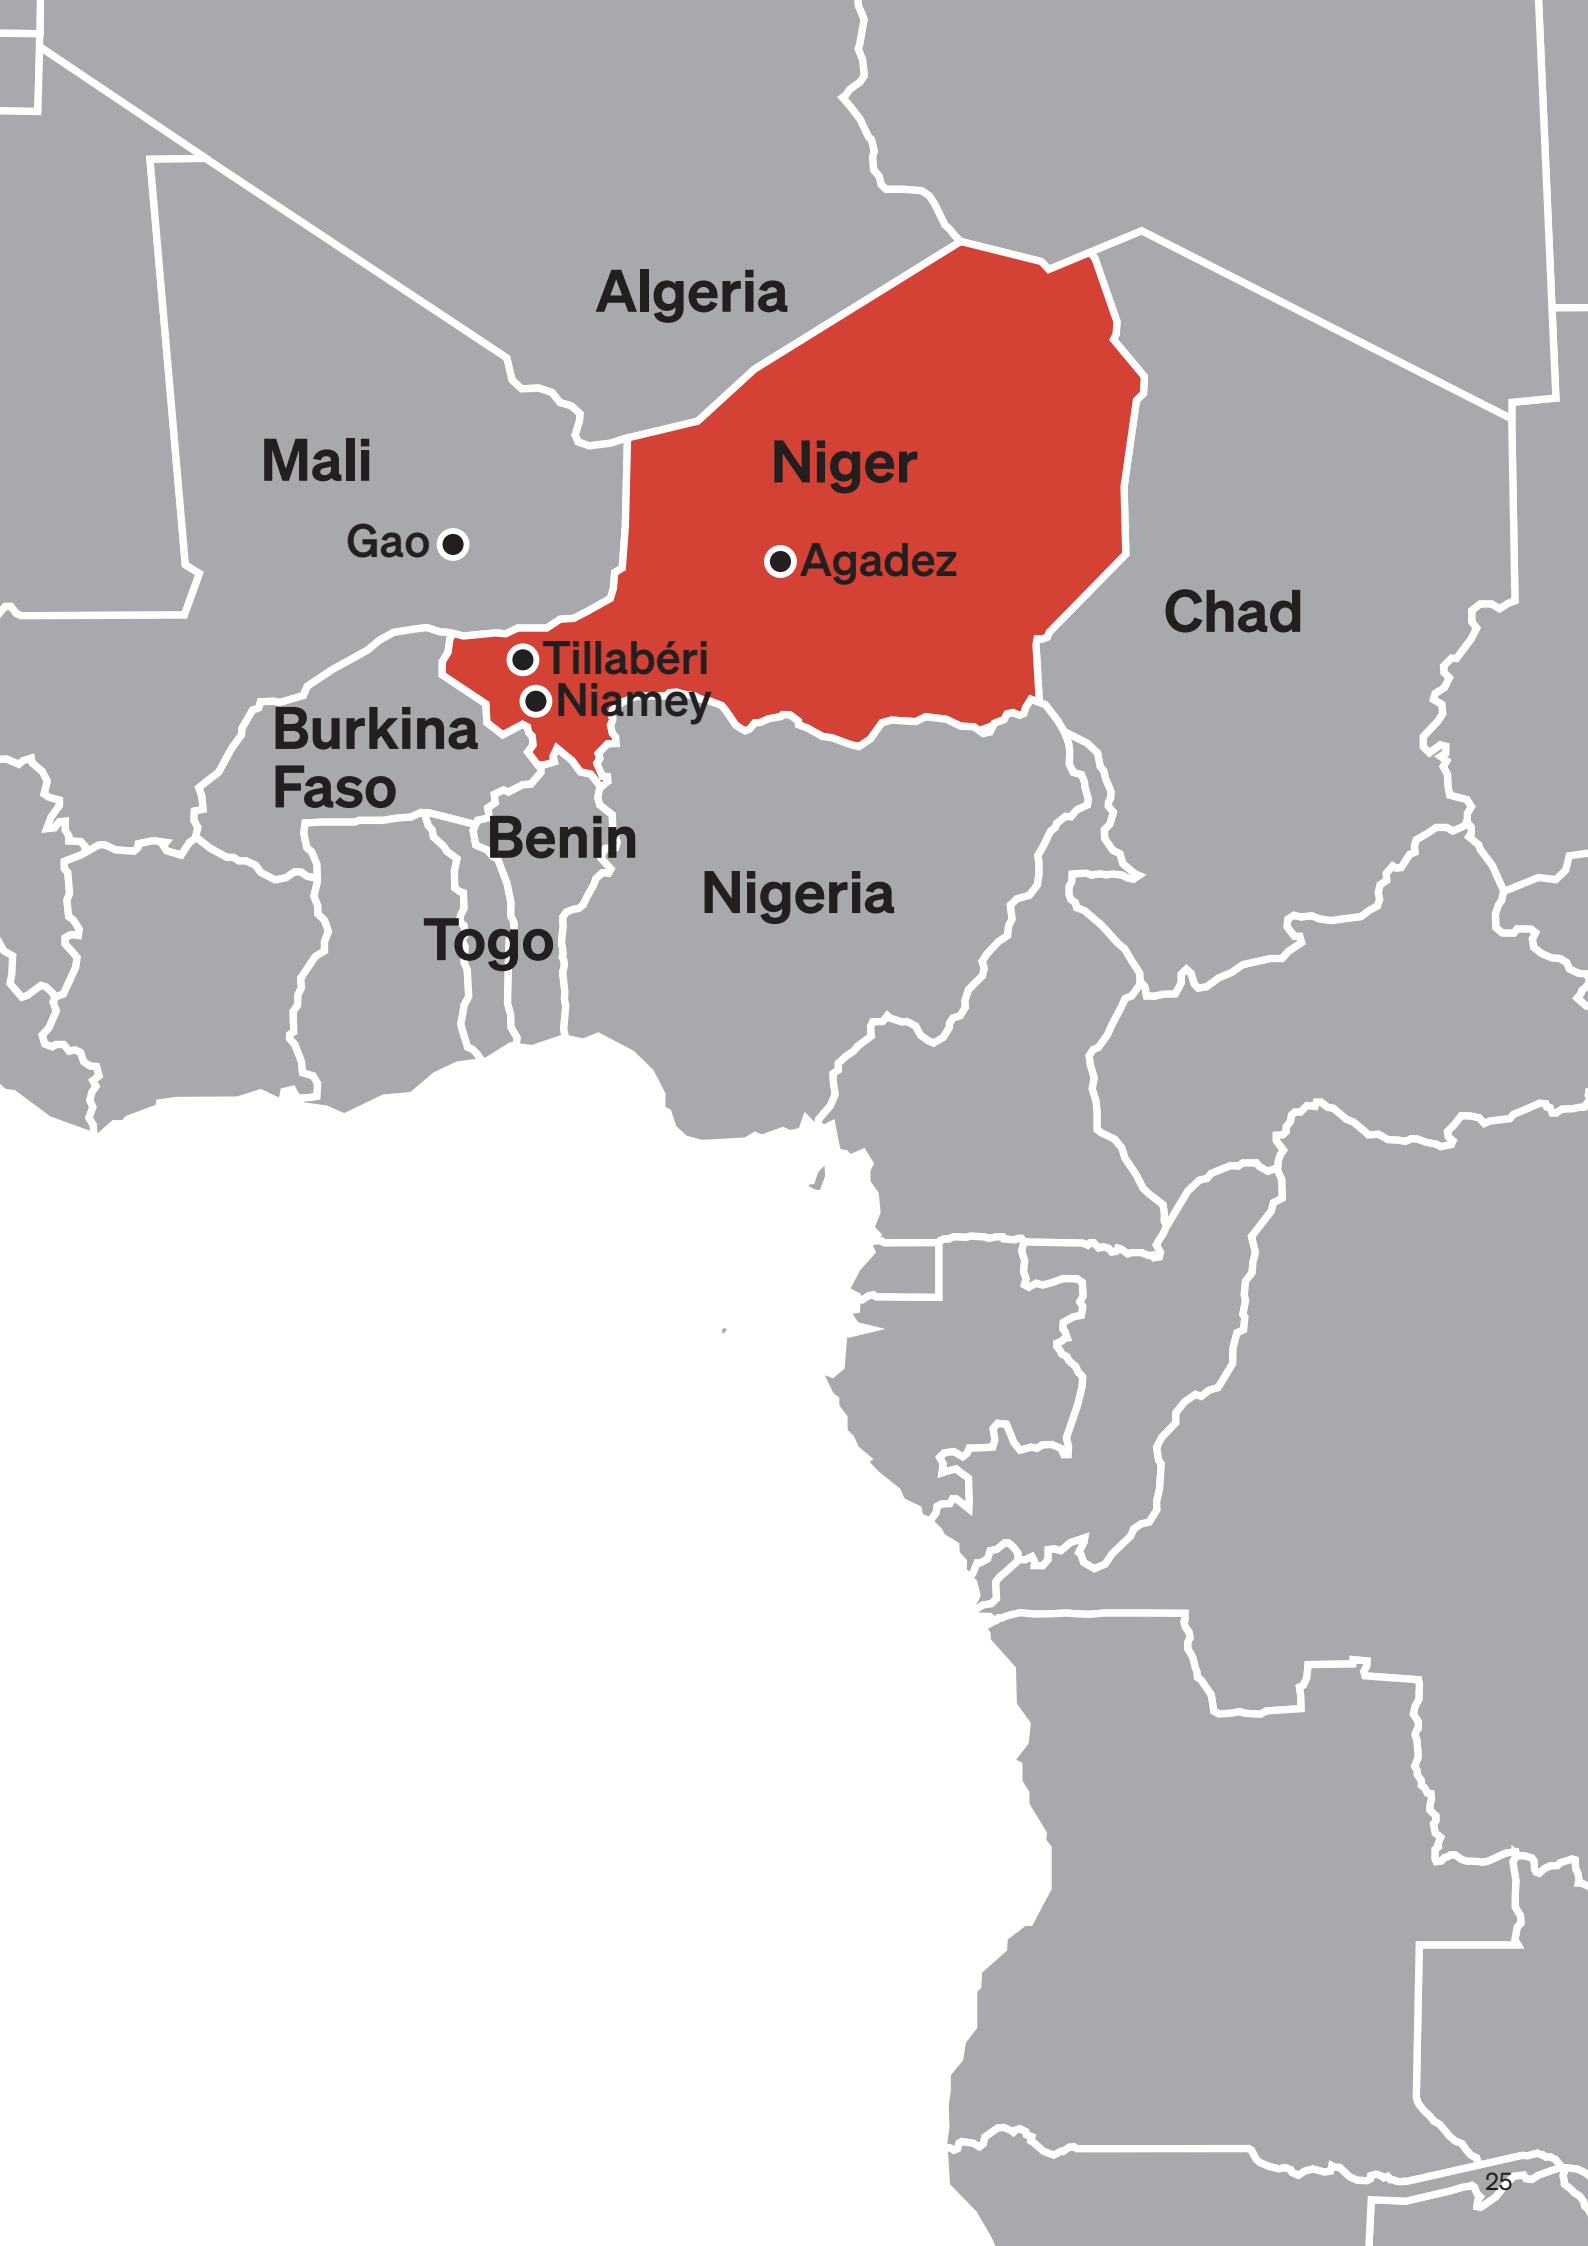 Algeria
Mali
Niger
Gao
Agadez
Chad
Tillabéri
Niamey
Burkina
Faso
Benin
Nigeria
Togo
25